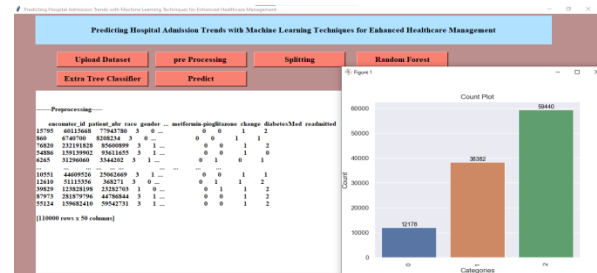 Predicting Hospital Admission Trends with Machine Learning Techniques for Enhanced Healthcare Management
Predicting Hospital Admission Trends with Machine Learning Techniques for Enhanced Healthcare Management
Upload Dataset
pre Processing
Splitting
Random Forest
Extra Tree Classifier
Predict
------Preprocessing-----
encounter_id patient_nbr race gender ... metformin-pioglitazone change diabetesMed readmitted
15795 60115668 77943780 3 0 ... 0 0 1 2
860 6740700 8208234 3 0 ... 0 0 1 1
76820 232191828 85600899 3 1 ... 0 0 1 2
54886 159139902 93611655 3 1 ... 0 0 1 0
6265 31296060 3344202 3 1 ... 0 1 0 1
... ... ... ... ... ... ... ... ... ...
10551 44609526 25062669 3 1 ... 0 0 1 1
12610 51115356 368271 3 0 ... 0 1 1 2
39829 123828198 23282703 1 0 ... 0 1 1 2
87973 281879796 44786844 3 1 ... 0 0 1 2
55124 159682410 59542731 3 1 ... 0 0 1 2
[110000 rows x 50 columns]
Figure 1
Count Plot
60000
50000
40000
30000
20000
10000
0
Count
12178
38382
59440
0
1
2
Categories